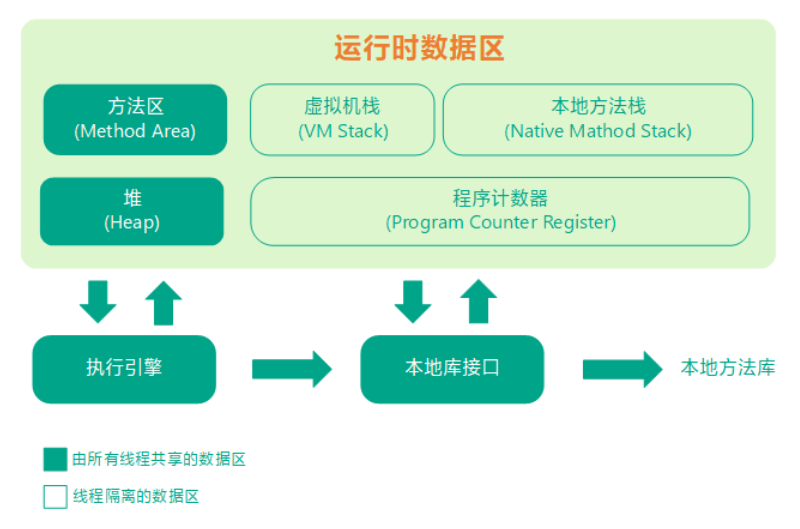 运行时数据区
方法区
(Method Area)
虚拟机栈
(VM Stack)
本地方法栈
(Native Mathod Stack)
堆
(Heap)
程序计数器
(Program Counter Register)
执行引擎
本地库接口
本地方法库
由所有线程共享的数据区
线程隔离的数据区